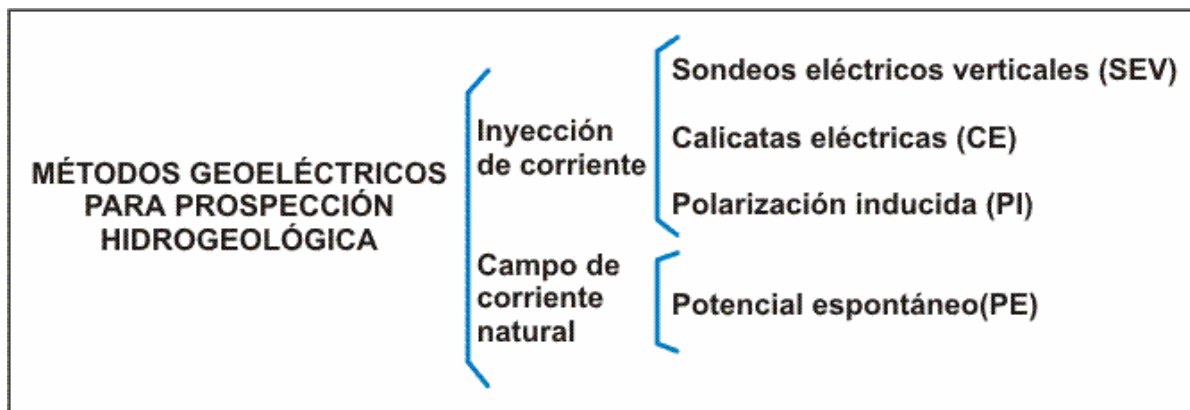 MÉTODOS GEOELÉCTRICOS
PARA PROSPECCIÓN
HIDROGEOLÓGICA
Inyección
de corriente
Sondeos eléctricos verticales (SEV)
Calicatas eléctricas (CE)
Polarización inducida (PI)
Campo de
corriente
natural
Potencial espontáneo(PE)